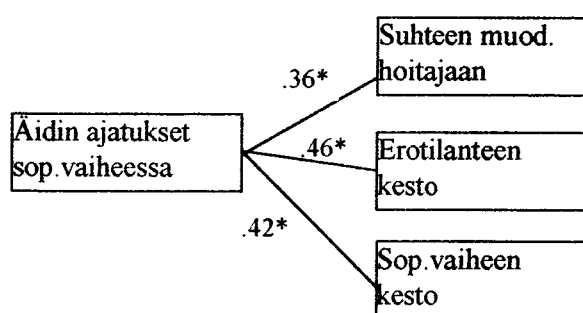 Suhteen muod.
hoitajaan
.36*
Äidin ajatukset
sop.vaiheessa
.46*
Erotilanteen
kesto
.42*
Sop.vaiheen
kesto